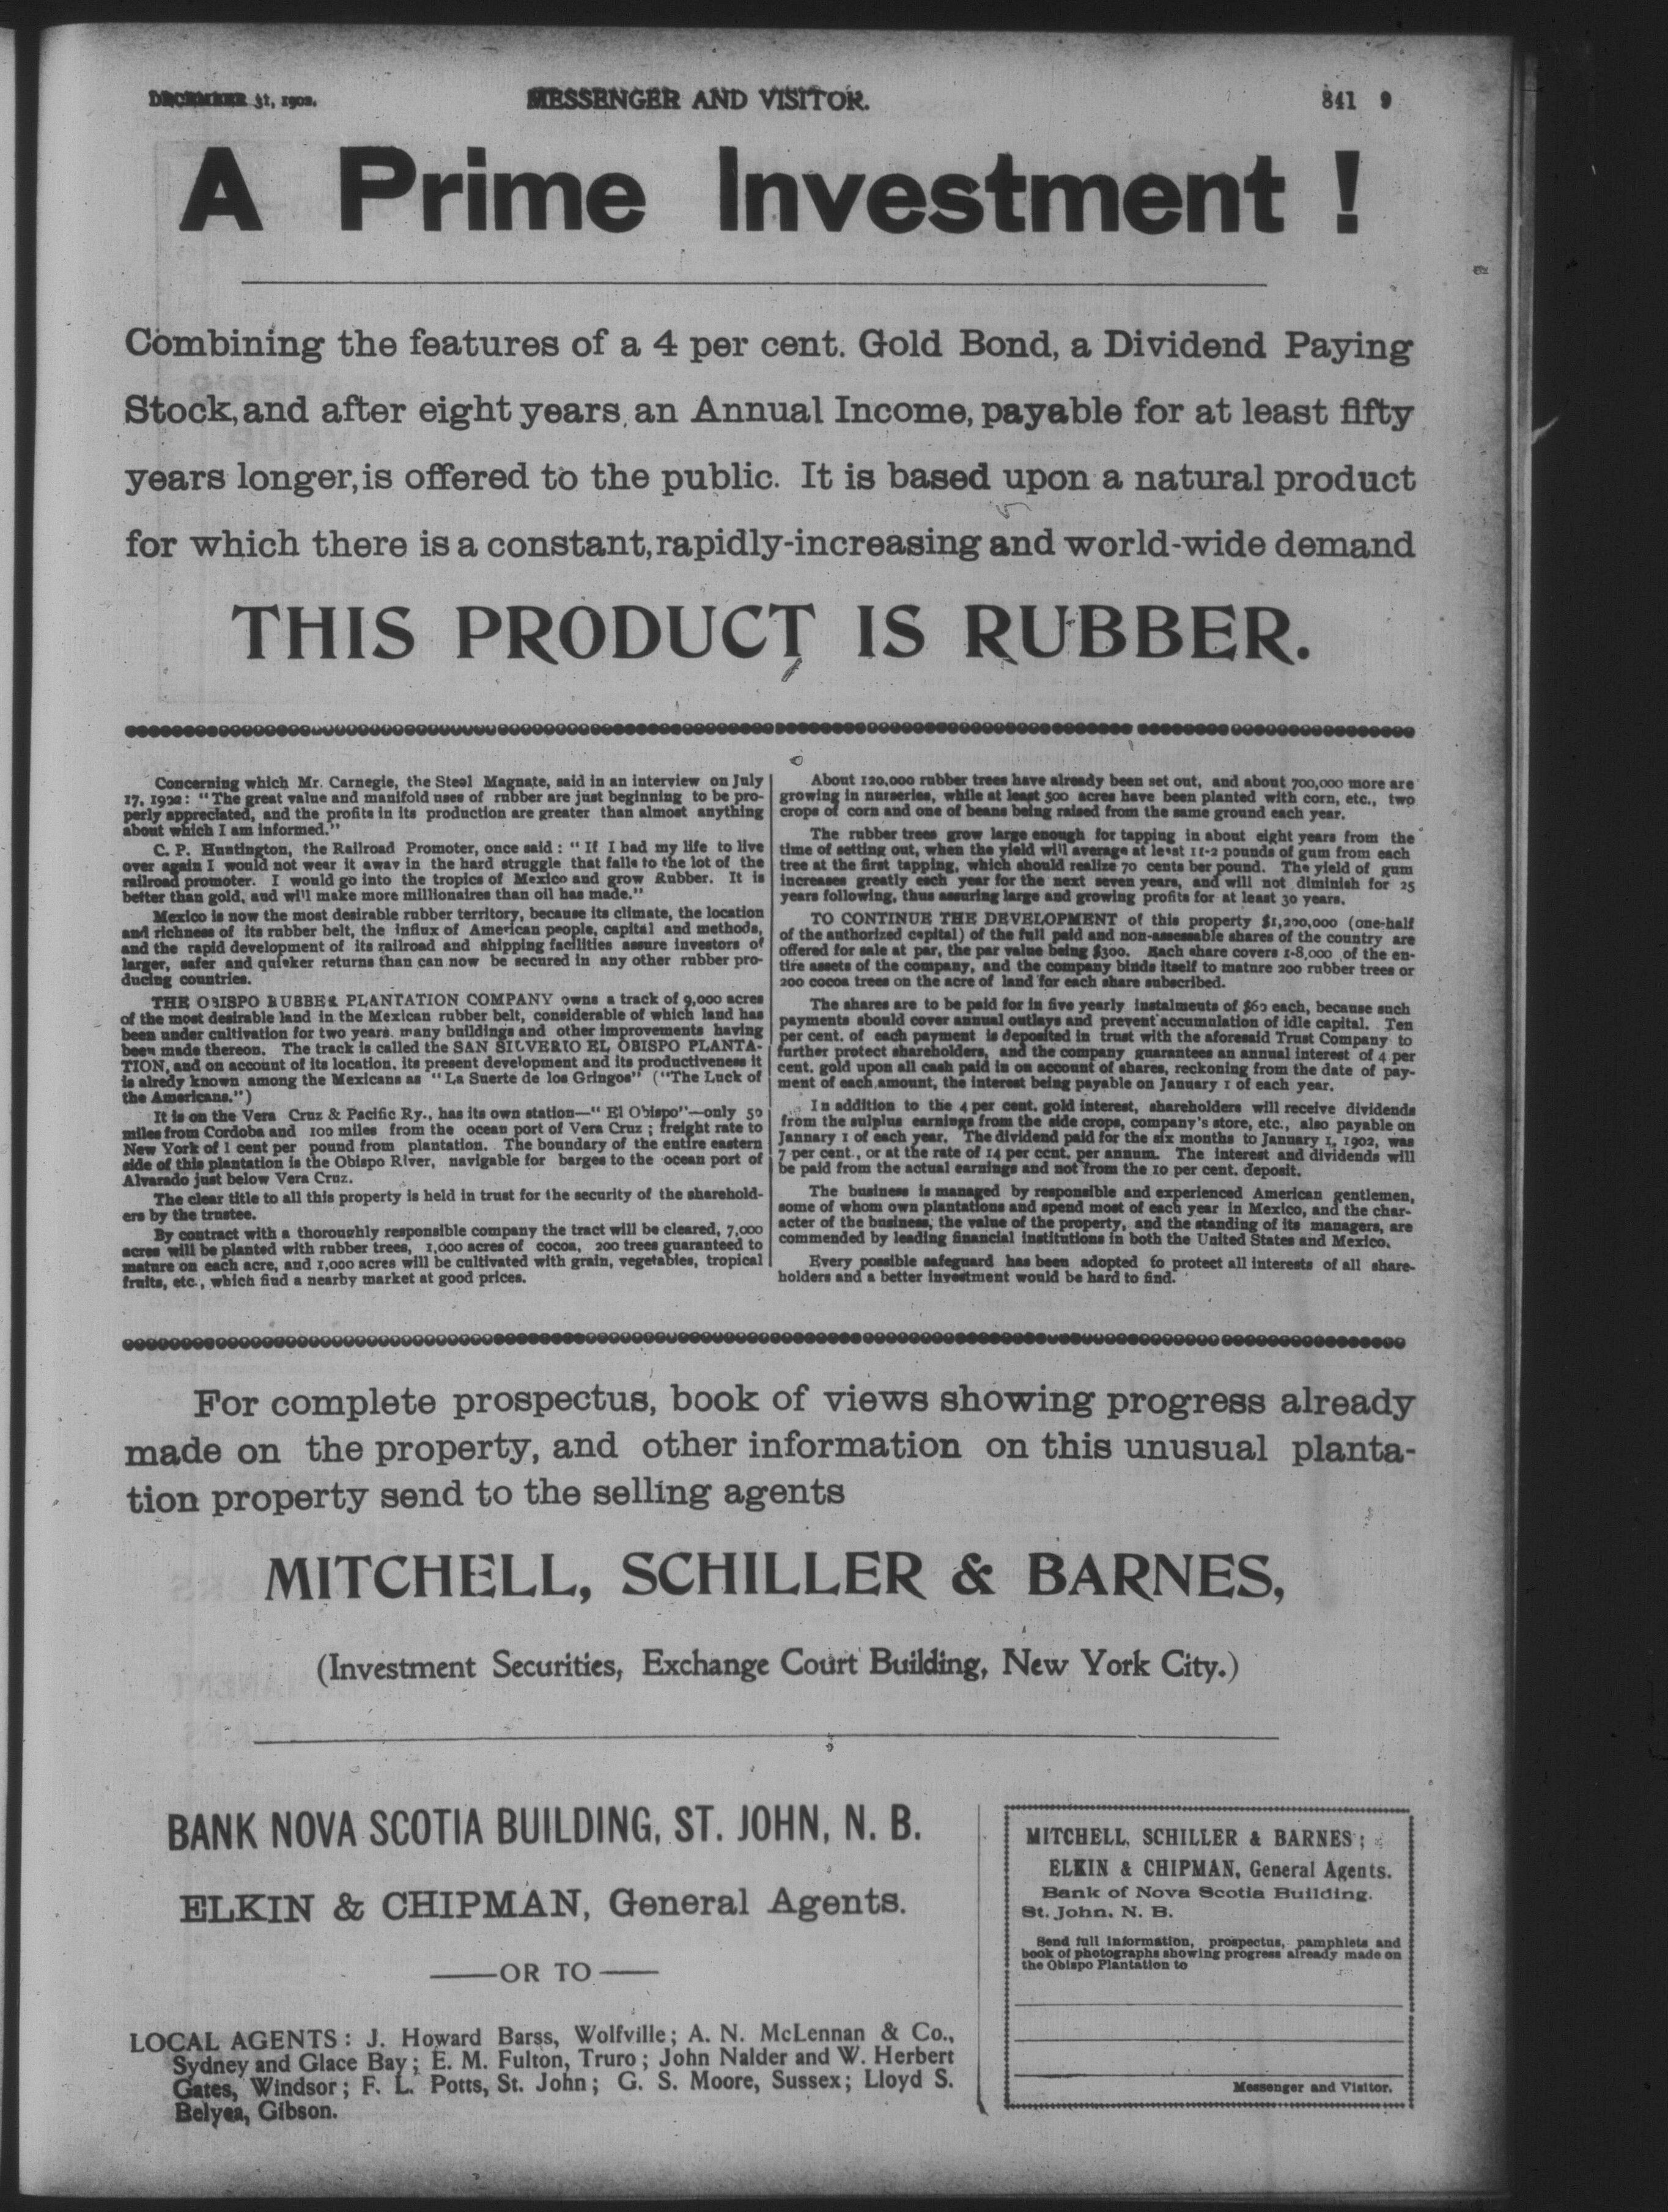 DECEMBER 31, 1902.
MESSENGER AND VISITOR.
841 9
A Prime Investment !
Combining the features of a 4 per cent. Gold Bond, a Dividend Paying
Stock, and after eight years, an Annual Income, payable for at least fifty
years longer, is offered to the public. It is based upon a natural product
for which there is a constant, rapidly-increasing and world-wide demand
THIS PRODUCT IS RUBBER.
Concerning which Mr. Carnegie, the Steel Magnate, said in an interview on July
17, 1902: "The great value and manifold uses of rubber are just beginning to be pro-
perly appreciated, and the profits in its production are greater than almost anything
about which I am informed."
C. P. Huntington, the Railroad Promoter, once said : "If I had my life to live
over again I would not wear it away in the hard struggle that falls to the lot of the
railroad promoter. I would go into the tropics of Mexico and grow Rubber. It is
better than gold, and will make more millionaires than oil has made."
Mexico is now the most desirable rubber territory, because its climate, the location
and richness of its rubber belt, the influx of American people, capital and methods,
and the rapid development of its railroad and shipping facilities assure investors of
larger, safer and quicker returns than can now be secured in any other rubber pro-
ducing countries.
THE OBISPO RUBBER PLANTATION COMPANY owns a track of 9,000 acres
of the most desirable land in the Mexican rubber belt, considerable of which land has
been under cultivation for two years. many buildings and other improvements having
been made thereon. The track is called the SAN SILVERIO EL OBISPO PLANTA-
TION, and on account of its location, its present development and its productiveness it
is alredy known among the Mexicans as "La Suerte de los Gringos" ("The Luck of
the Americans.")
It is on the Vera Cruz & Pacific Ry., has its own station—"El Obispo"—only 50
miles from Cordoba and 100 miles from the ocean port of Vera Cruz ; freight rate to
New York of 1 cent per pound from plantation. The boundary of the entire eastern
side of this plantation is the Obispo River, navigable for barges to the ocean port of
Alvarado just below Vera Cruz.
The clear title to all this property is held in trust for the security of the sharehold-
ers by the trustee.
By contract with a thoroughly responsible company the tract will be cleared, 7,000
acres will be planted with rubber trees, 1,000 acres of cocoa, 200 trees guaranteed to
mature on each acre, and 1,000 acres will be cultivated with grain, vegetables, tropical
fruits, etc., which find a nearby market at good prices.
About 120,000 rubber trees have already been set out, and about 700,000 more are
growing in nurseries, while at least 500 acres have been planted with corn, etc., two
crops of corn and one of beans being raised from the same ground each year.
The rubber trees grow large enough for tapping in about eight years from the
time of setting out, when the yield will average at least 1 1-2 pounds of gum from each
tree at the first tapping, which should realize 70 cents ber pound. The yield of gum
increases greatly each year for the next seven years, and will not diminish for 25
years following, thus assuring large and growing profits for at least 30 years.
TO CONTINUE THE DEVELOPMENT of this property $1,200,000 (one-half
of the authorized capital) of the full paid and non-assessable shares of the country are
offered for sale at par, the par value being $300. Each share covers 1-8,000 of the en-
tire assets of the company, and the company binds itself to mature 200 rubber trees or
200 cocoa trees on the acre of land for each share subscribed.
The shares are to be paid for in five yearly instalments of $60 each, because such
payments should cover annual outlays and prevent accumulation of idle capital. Ten
per cent. of each payment is deposited in trust with the aforesaid Trust Company to
further protect shareholders, and the company guarantees an annual interest of 4 per
cent. gold upon all cash paid in on account of shares, reckoning from the date of pay-
ment of each amount, the interest being payable on January 1 of each year.
In addition to the 4 per cent. gold interest, shareholders will receive dividends
from the sulplus earnings from the side crops, company's store, etc., also payable on
Jannary 1 of each year. The dividend paid for the six months to January 1, 1902, was
7 per cent., or at the rate of 14 per cent. per annum. The interest and dividends will
be paid from the actual earnings and not from the 10 per cent. deposit.
The business is managed by responsible and experienced American gentlemen,
some of whom own plantations and spend most of each year in Mexico, and the char-
acter of the business, the value of the property, and the standing of its managers, are
commended by leading financial institutions in both the United States and Mexico.
Every possible safeguard has been adopted to protect all interests of all share-
holders and a better investment would be hard to find.
For complete prospectus, book of views showing progress already
made on the property, and other information on this unusual planta-
tion property send to the selling agents
MITCHELL, SCHILLER & BARNES,
(Investment Securities, Exchange Court Building, New York City.)
BANK NOVA SCOTIA BUILDING, ST. JOHN, N. B.
ELKIN & CHIPMAN, General Agents.
——OR TO——
LOCAL AGENTS : J. Howard Barss, Wolfville; A. N. McLennan & Co.,
Sydney and Glace Bay; E. M. Fulton, Truro; John Nalder and W. Herbert
Gates, Windsor; F. L. Potts, St. John; G. S. Moore, Sussex; Lloyd S.
Belyea, Gibson.
MITCHELL, SCHILLER & BARNES ;
ELKIN & CHIPMAN, General Agents.
Bank of Nova Scotia Building.
St. John. N. B.
Send full information, prospectus, pamphlets and
book of photographs showing progress already made on
the Obispo Plantation to
Messenger and Visitor.